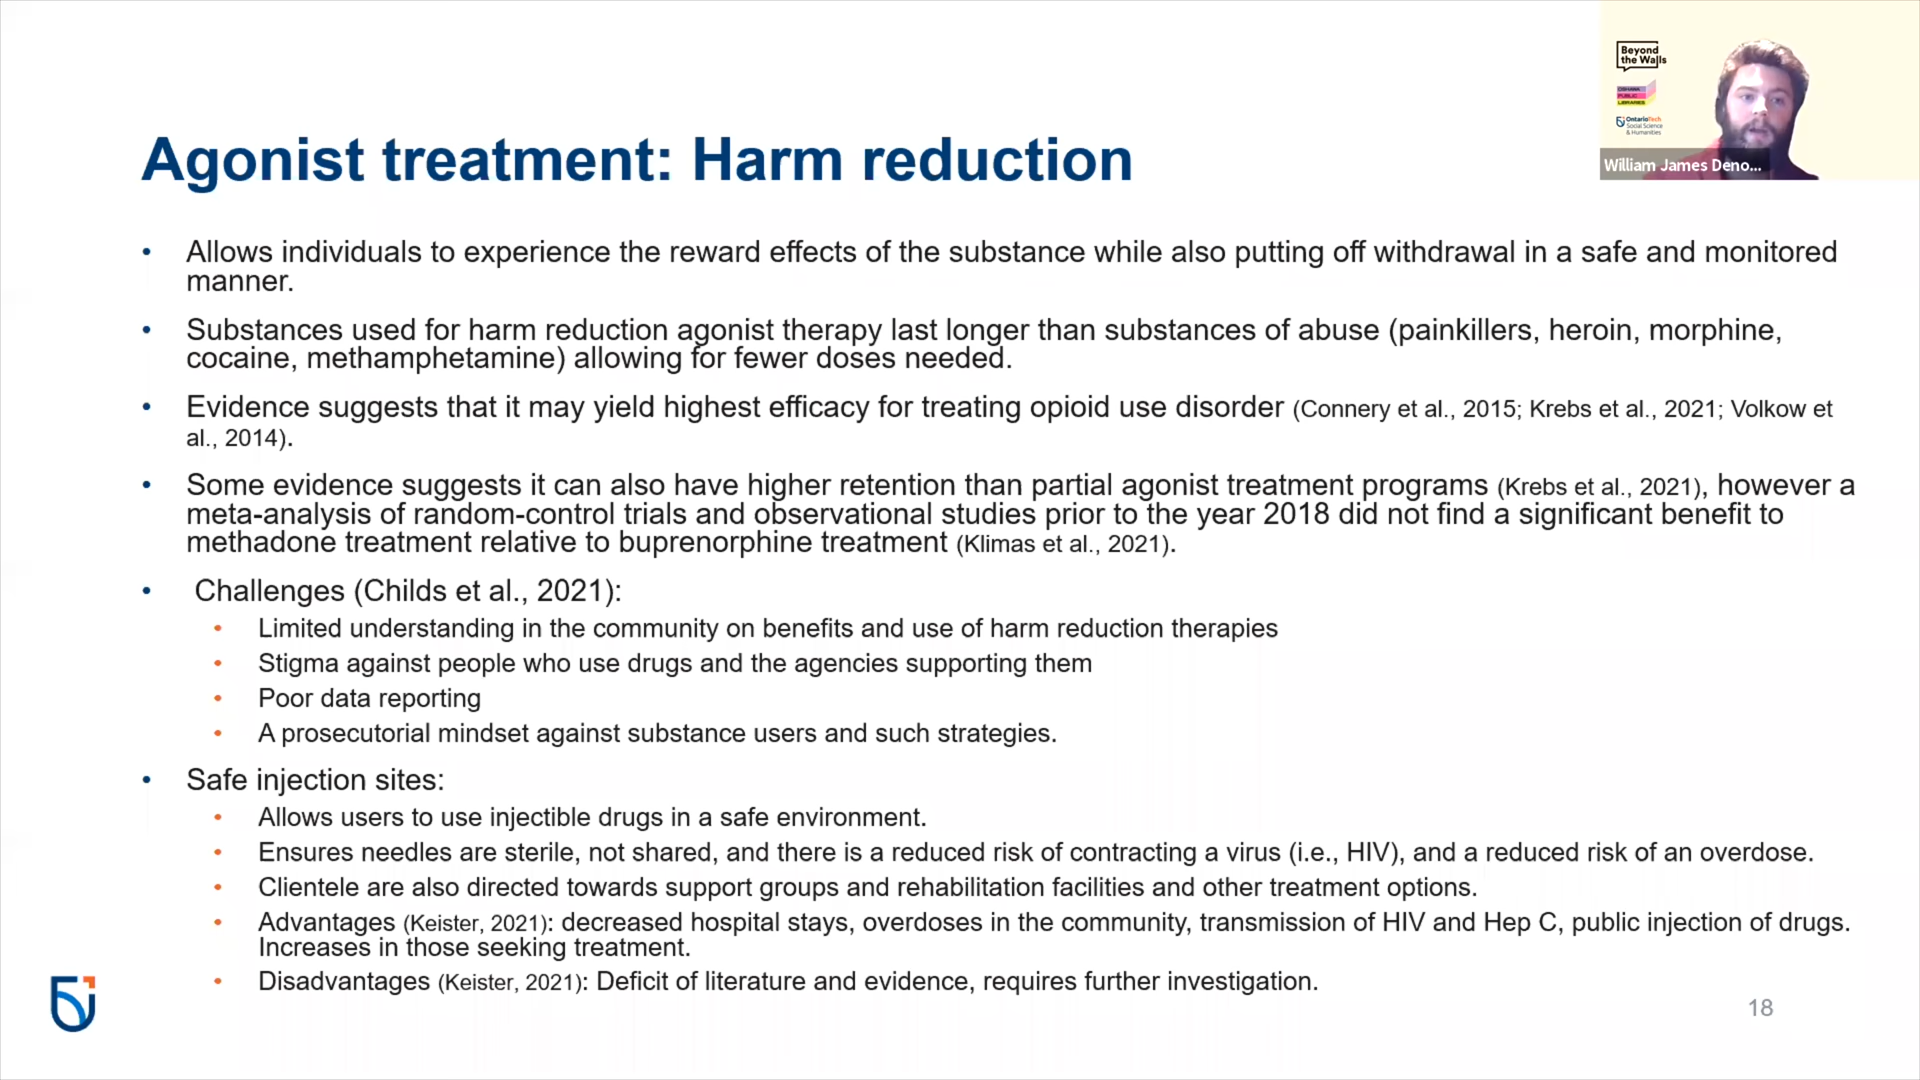 Beyond
the Walls
OSHAWA
PUBLIC
LIBRARIES
OntarioTech
Social Science
& Humanities
William James Deno...
Agonist treatment: Harm reduction
• Allows individuals to experience the reward effects of the substance while also putting off withdrawal in a safe and monitored
manner.
• Substances used for harm reduction agonist therapy last longer than substances of abuse (painkillers, heroin, morphine,
cocaine, methamphetamine) allowing for fewer doses needed.
• Evidence suggests that it may yield highest efficacy for treating opioid use disorder (Connery et al., 2015; Krebs et al., 2021; Volkow et
al., 2014).
• Some evidence suggests it can also have higher retention than partial agonist treatment programs (Krebs et al., 2021), however a
meta-analysis of random-control trials and observational studies prior to the year 2018 did not find a significant benefit to
methadone treatment relative to buprenorphine treatment (Klimas et al., 2021).
• Challenges (Childs et al., 2021):
• Limited understanding in the community on benefits and use of harm reduction therapies
• Stigma against people who use drugs and the agencies supporting them
• Poor data reporting
• A prosecutorial mindset against substance users and such strategies.
• Safe injection sites:
• Allows users to use injectible drugs in a safe environment.
• Ensures needles are sterile, not shared, and there is a reduced risk of contracting a virus (i.e., HIV), and a reduced risk of an overdose.
• Clientele are also directed towards support groups and rehabilitation facilities and other treatment options.
• Advantages (Keister, 2021): decreased hospital stays, overdoses in the community, transmission of HIV and Hep C, public injection of drugs.
Increases in those seeking treatment.
• Disadvantages (Keister, 2021): Deficit of literature and evidence, requires further investigation.
18